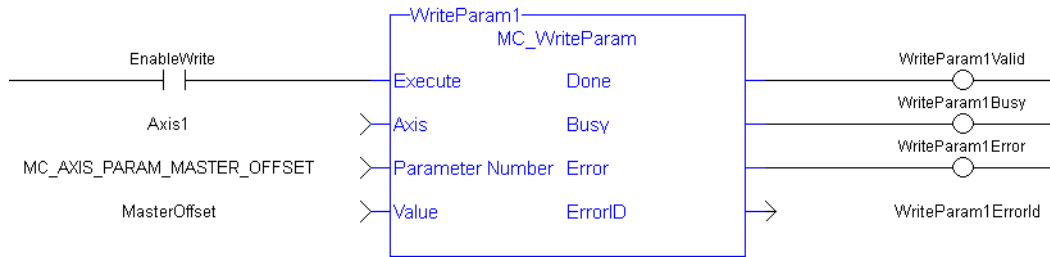 WriteParam1
MC_WriteParam
EnableWrite
WriteParam1Valid
Execute Done
WriteParam1Busy
Axis1 Axis Busy
WriteParam1Error
MC_AXIS_PARAM_MASTER_OFFSET Parameter Number Error
MasterOffset Value ErrorID WriteParam1ErrorId